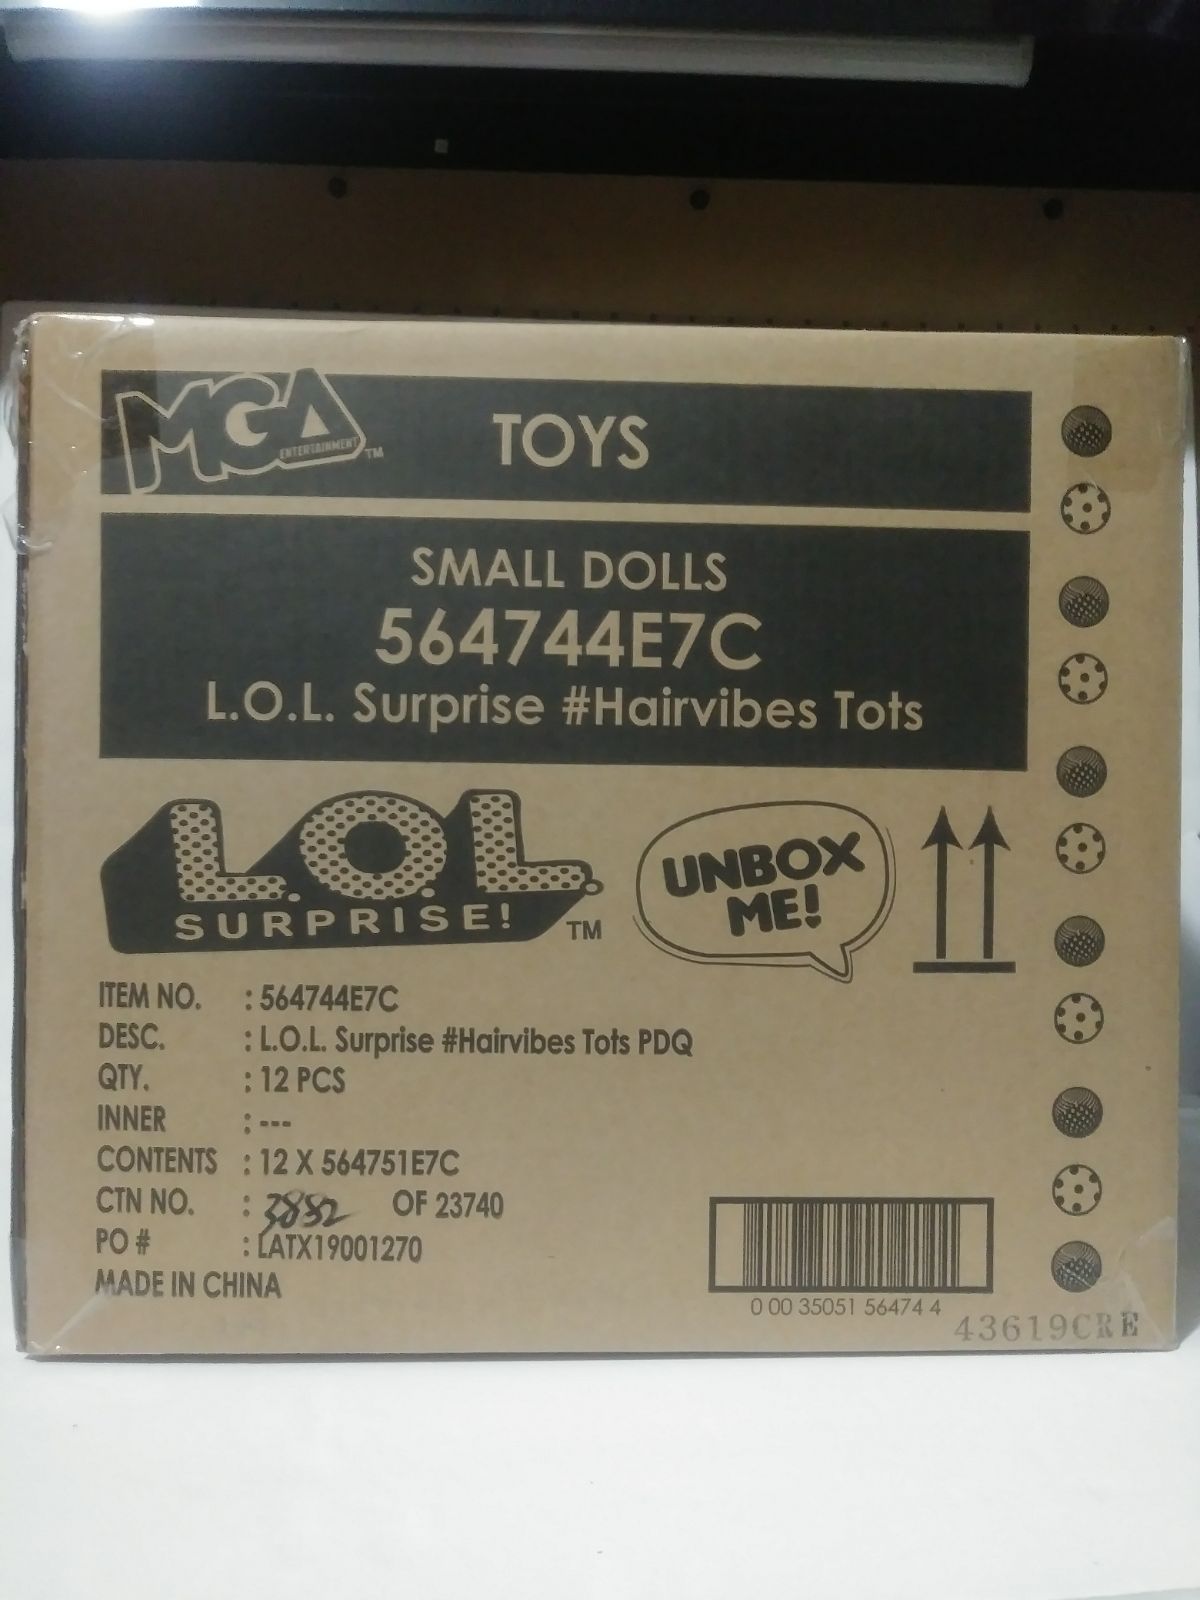 MGA ENTERTAINMENT™
TOYS
SMALL DOLLS
564744E7C
L.O.L. Surprise #Hairvibes Tots
L.O.L.
SURPRISE!™
UNBOX
ME!
ITEM NO. : 564744E7C
DESC. : L.O.L. Surprise #Hairvibes Tots PDQ
QTY. : 12 PCS
INNER : ---
CONTENTS : 12 X 564751E7C
CTN NO. : 3882 OF 23740
PO # : LATX19001270
MADE IN CHINA
0 00 35051 56474 4
43619CRE